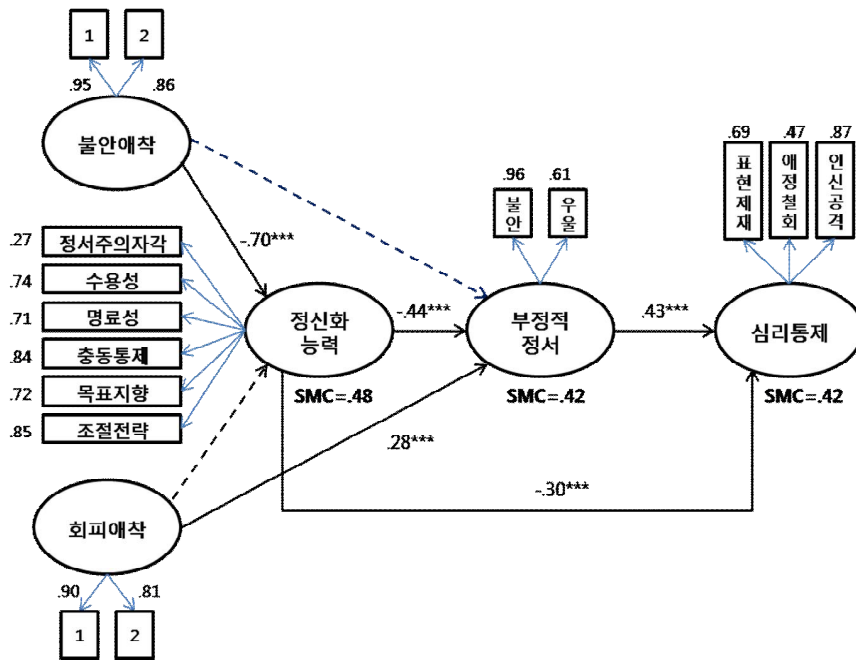 1 2
.95 .86
불안애착
.69 .47 .87
표현제재
애정철회
인신공격
.96 .61
불안
우울
.27 정서주의자각
.74 수용성
.71 명료성
.84 충동통제
.72 목표지향
.85 조절전략
-.70***
정신화
능력
SMC=.48
-.44***
부정적
정서
SMC=.42
.43***
심리통제
SMC=.42
.28***
-.30***
회피애착
.90 .81
1 2